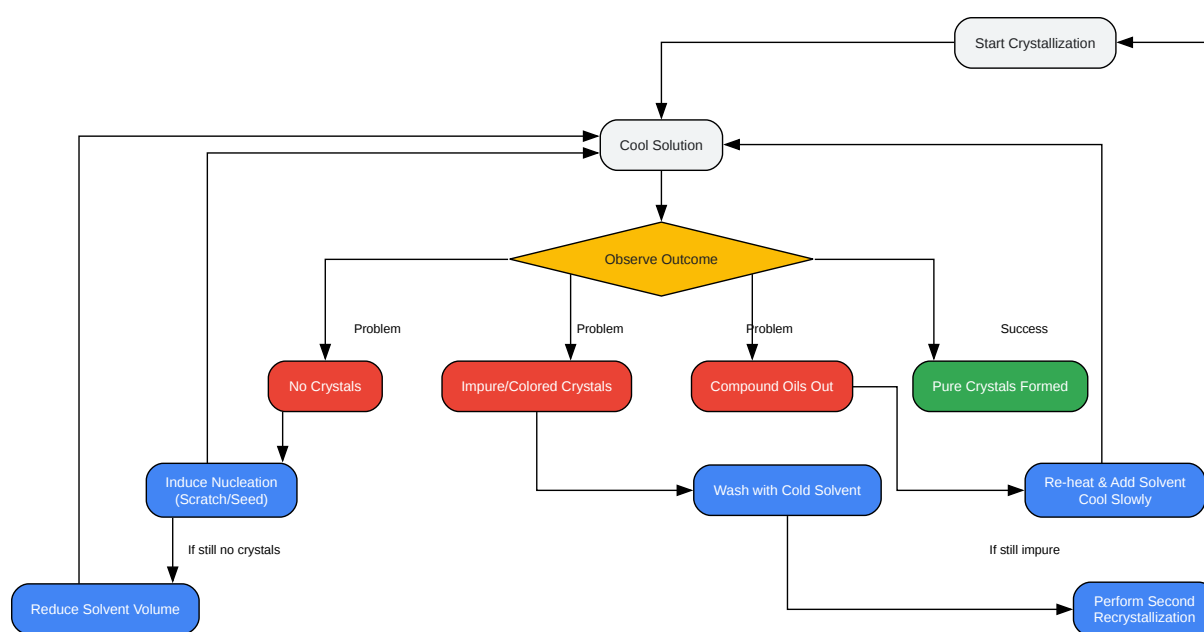 Start Crystallization
Cool Solution
Observe Outcome
Problem
Problem
Problem
Success
No Crystals
Impure/Colored Crystals
Compound Oils Out
Pure Crystals Formed
Induce Nucleation
(Scratch/Seed)
Wash with Cold Solvent
Re-heat & Add Solvent
Cool Slowly
If still no crystals
If still impure
Reduce Solvent Volume
Perform Second
Recrystallization